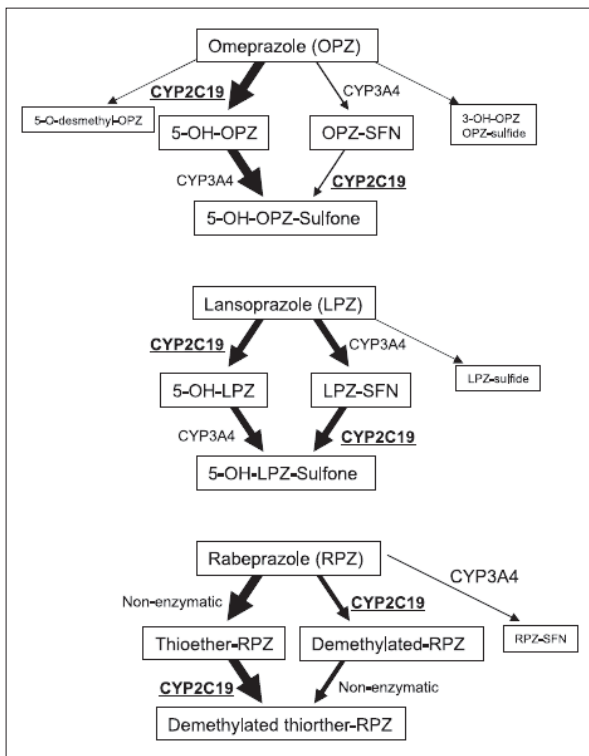 Omeprazole (OPZ)
CYP2C19
CYP3A4
5-O-desmethyl-OPZ
5-OH-OPZ
OPZ-SFN
3-OH-OPZ
OPZ-sulfide
CYP3A4
CYP2C19
5-OH-OPZ-Sulfone
Lansoprazole (LPZ)
CYP2C19
CYP3A4
5-OH-LPZ
LPZ-SFN
LPZ-sulfide
CYP3A4
CYP2C19
5-OH-LPZ-Sulfone
Rabeprazole (RPZ)
Non-enzymatic
CYP2C19
CYP3A4
Thioether-RPZ
Demethylated-RPZ
RPZ-SFN
CYP2C19
Non-enzymatic
Demethylated thiorther-RPZ